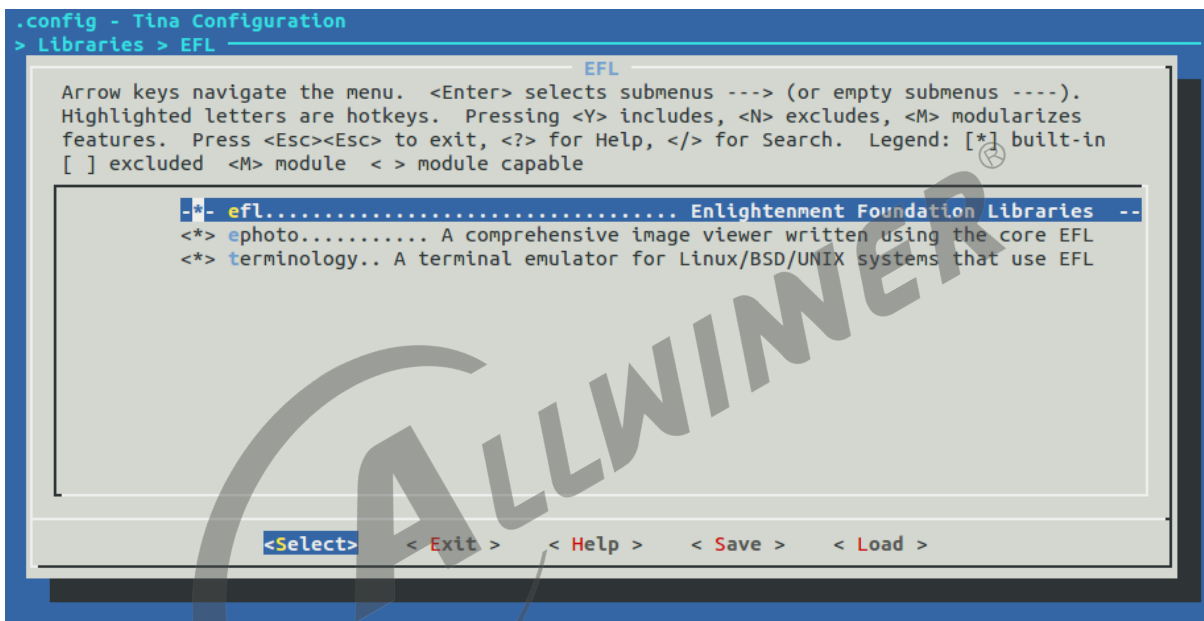 .config - Tina Configuration
> Libraries > EFL
EFL
Arrow keys navigate the menu.  <Enter> selects submenus ---> (or empty submenus ----).
Highlighted letters are hotkeys.  Pressing <Y> includes, <N> excludes, <M> modularizes
features.  Press <Esc><Esc> to exit, <?> for Help, </> for Search.  Legend: [*] built-in
[ ] excluded  <M> module  < > module capable
-*- efl.................................. Enlightenment Foundation Libraries  --
<*> ephoto........... A comprehensive image viewer written using the core EFL
<*> terminology.. A terminal emulator for Linux/BSD/UNIX systems that use EFL
ALLWINNER®
<Select>    < Exit >    < Help >    < Save >    < Load >